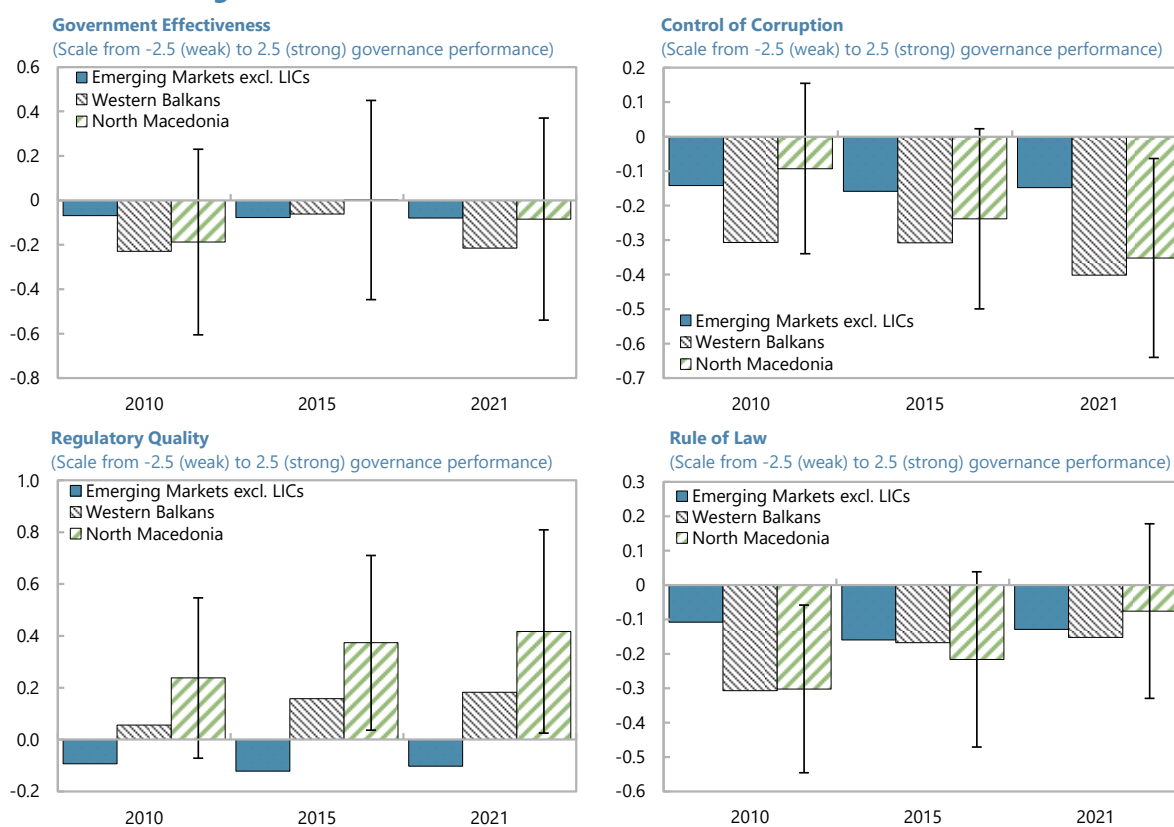 Government Effectiveness
(Scale from -2.5 (weak) to 2.5 (strong) governance performance)
0.6
0.4
0.2
0
-0.2
-0.4
-0.6
-0.8
Emerging Markets excl. LICs
Western Balkans
North Macedonia
2010 2015 2021
Control of Corruption
(Scale from -2.5 (weak) to 2.5 (strong) governance performance)
0.2
0.1
0
-0.1
-0.2
-0.3
-0.4
-0.5
-0.6
-0.7
Emerging Markets excl. LICs
Western Balkans
North Macedonia
2010 2015 2021
Regulatory Quality
(Scale from -2.5 (weak) to 2.5 (strong) governance performance)
1.0
0.8
0.6
0.4
0.2
0.0
-0.2
Emerging Markets excl. LICs
Western Balkans
North Macedonia
2010 2015 2021
Rule of Law
(Scale from -2.5 (weak) to 2.5 (strong) governance performance)
0.3
0.2
0.1
0
-0.1
-0.2
-0.3
-0.4
-0.5
-0.6
Emerging Markets excl. LICs
Western Balkans
North Macedonia
2010 2015 2021